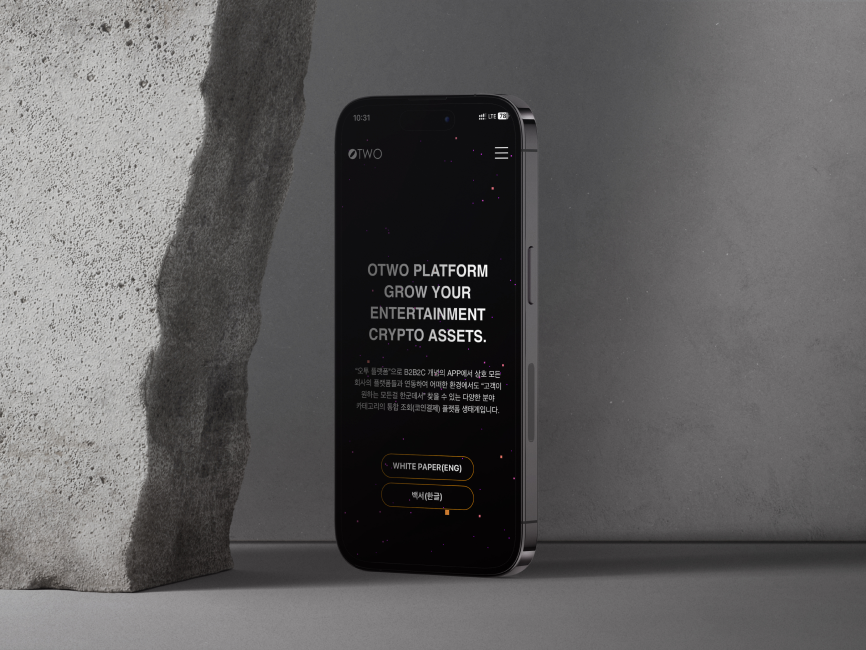 10:31
LTE 78
OTWO
OTWO PLATFORM
GROW YOUR
ENTERTAINMENT
CRYPTO ASSETS.
"오투 플랫폼"으로 B2B2C 개념의 APP에서 상호 모든
회사의 플랫폼들과 연동하여 어떠한 환경에서도 "고객이
원하는 모든걸 한군데서" 찾을 수 있는 다양한 분야
카테고리의 통합 조회(코인결제) 플랫폼 생태계입니다.
WHITE PAPER(ENG)
백서(한글)